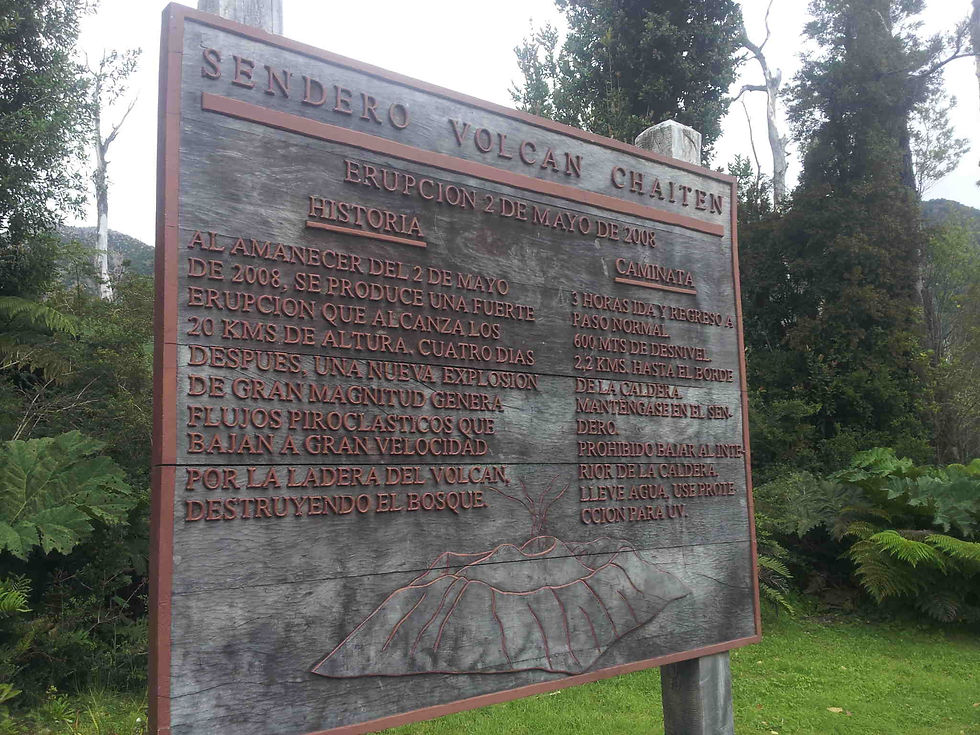 SENDERO VOLCAN CHAITEN
ERUPCION 2 DE MAYO DE 2008
HISTORIA
AL AMANECER DEL 2 DE MAYO
DE 2008, SE PRODUCE UNA FUERTE
ERUPCION QUE ALCANZA LOS
20 KMS DE ALTURA. CUATRO DIAS
DESPUES, UNA NUEVA EXPLOSION
DE GRAN MAGNITUD GENERA
FLUJOS PIROCLASTICOS QUE
BAJAN A GRAN VELOCIDAD
POR LA LADERA DEL VOLCAN,
DESTRUYENDO EL BOSQUE.
CAMINATA
3 HORAS IDA Y REGRESO A
PASO NORMAL.
600 MTS DE DESNIVEL.
2,2 KMS. HASTA EL BORDE
DE LA CALDERA.
MANTENGASE EN EL SEN-
DERO.
PROHIBIDO BAJAR AL INTE-
RIOR DE LA CALDERA.
LLEVE AGUA, USE PROTE-
CCION PARA UV.